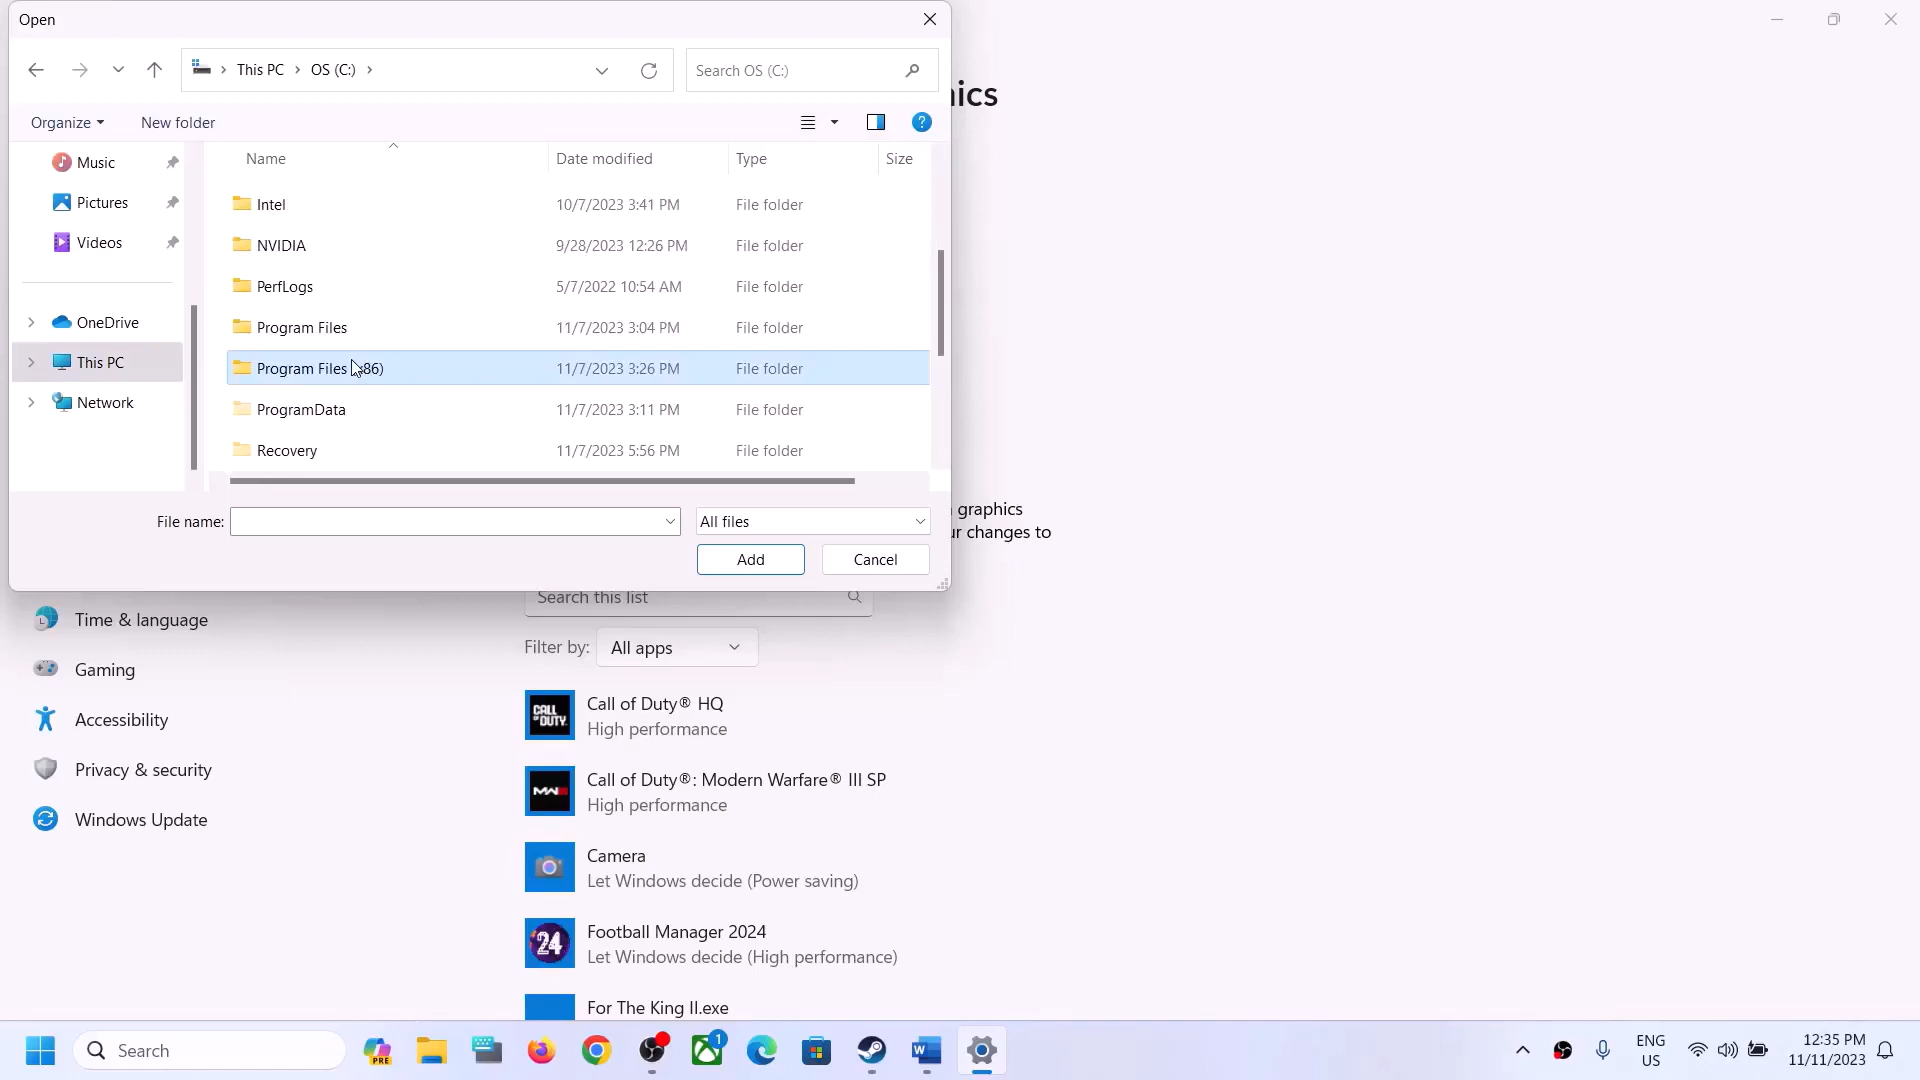 Open
This PC
OS (C:)
Search OS (C:)
Organize
New folder
Name
Date modified
Type
Size
Music
Pictures
Videos
OneDrive
This PC
Network
Intel 10/7/2023 3:41 PM File folder
NVIDIA 9/28/2023 12:26 PM File folder
PerfLogs 5/7/2022 10:54 AM File folder
Program Files 11/7/2023 3:04 PM File folder
Program Files 86) 11/7/2023 3:26 PM File folder
ProgramData 11/7/2023 3:11 PM File folder
Recovery 11/7/2023 5:56 PM File folder
File name:
All files
Add
Cancel
ics
graphics
ur changes to
Search this list
Filter by: All apps
Time & language
Gaming
Accessibility
Privacy & security
Windows Update
Call of Duty® HQ
High performance
Call of Duty®: Modern Warfare® III SP
High performance
Camera
Let Windows decide (Power saving)
Football Manager 2024
Let Windows decide (High performance)
For The King II.exe
Search
PRE
1
ENG
US
12:35 PM
11/11/2023